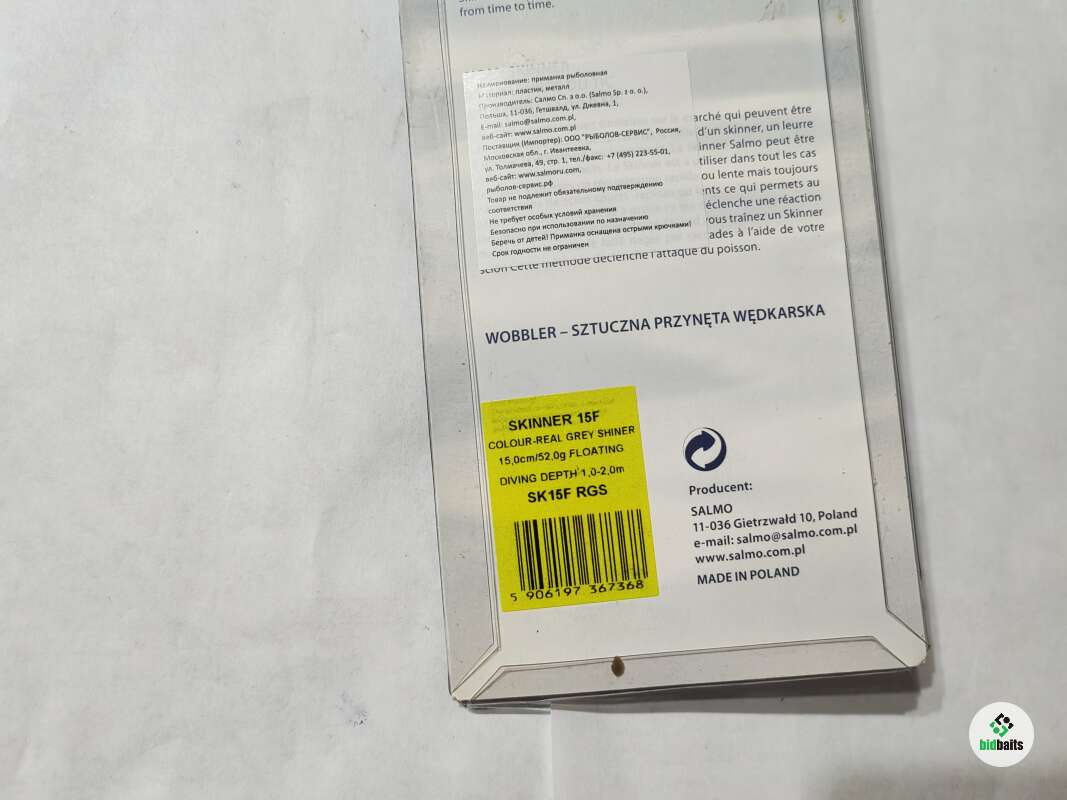 from time to time.
Наименование: приманка рыболовная
Материал: пластик, металл
Производитель: Салмо Сп. з о.о. (Salmo Sp. z o. o.),
Польша, 11-036, Гетшвалд, ул. Джевна, 1,
E-mail: salmo@salmo.com.pl,
веб-сайт: www.salmo.com.pl
Поставщик (Импортер): ООО "РЫБОЛОВ-СЕРВИС", Россия,
Московская обл., г. Ивантеевка,
ул. Толмачева, 49, стр. 1, тел./факс: +7 (495) 223-55-01,
веб-сайт: www.salmoru.com,
рыболов-сервис.рф
Товар не подлежит обязательному подтверждению
соответствия
Не требует особых условий хранения
Безопасно при использовании по назначению
Беречь от детей! Приманка оснащена острыми крючками!
Срок годности не ограничен
arché qui peuvent être
d'un skinner, un leurre
inner Salmo peut être
tiliser dans tout les cas
ou lente mais toujours
ents ce qui permets au
déclenche une réaction
vous traînez un Skinner
ades à l'aide de votre
scion Cette méthode déclenche l'attaque du poisson.
WOBBLER – SZTUCZNA PRZYNĘTA WĘDKARSKA
SKINNER 15F
COLOUR-REAL GREY SHINER
15,0cm/52,0g FLOATING
DIVING DEPTH 1,0-2,0m
SK15F RGS
5 906197 367368
Producent:
SALMO
11-036 Gietrzwałd 10, Poland
e-mail: salmo@salmo.com.pl
www.salmo.com.pl
MADE IN POLAND
bidbaits